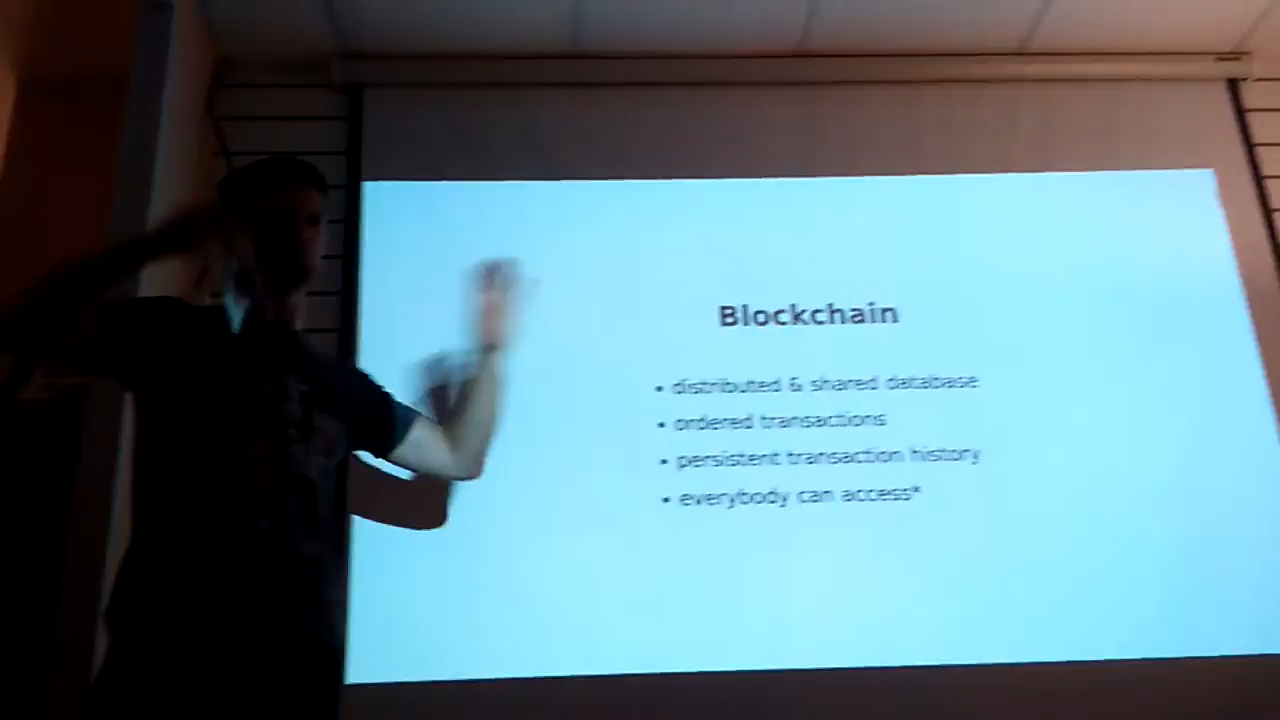 Blockchain
• distributed & shared database
• ordered transactions
• persistent transaction history
• everybody can access*